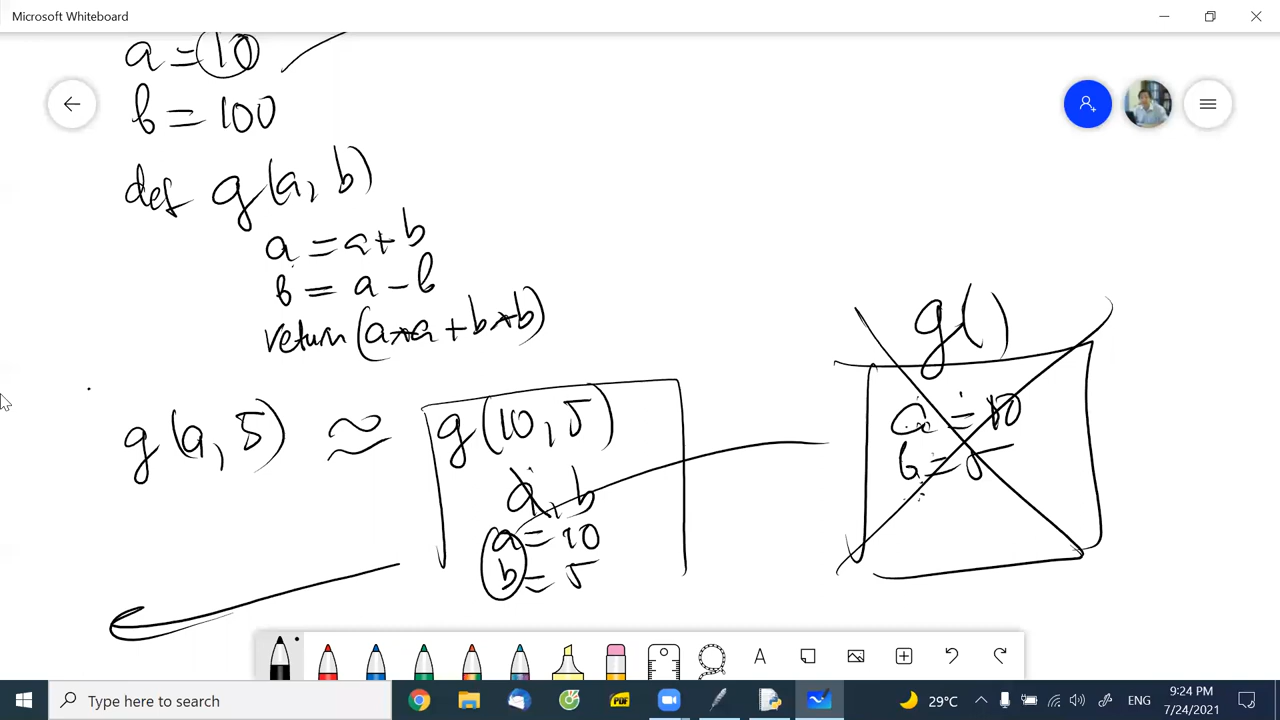 Microsoft Whiteboard
a = 10
b = 100
def g(a, b)
a = a + b
b = a - b
return (a*a + b*b)
g()
a = 10
b = 5
g(a, 5) ≈ g(10, 5)
a, b
a = 10
b = 5
A
Type here to search
PDF
29°C
ENG
9:24 PM
7/24/2021